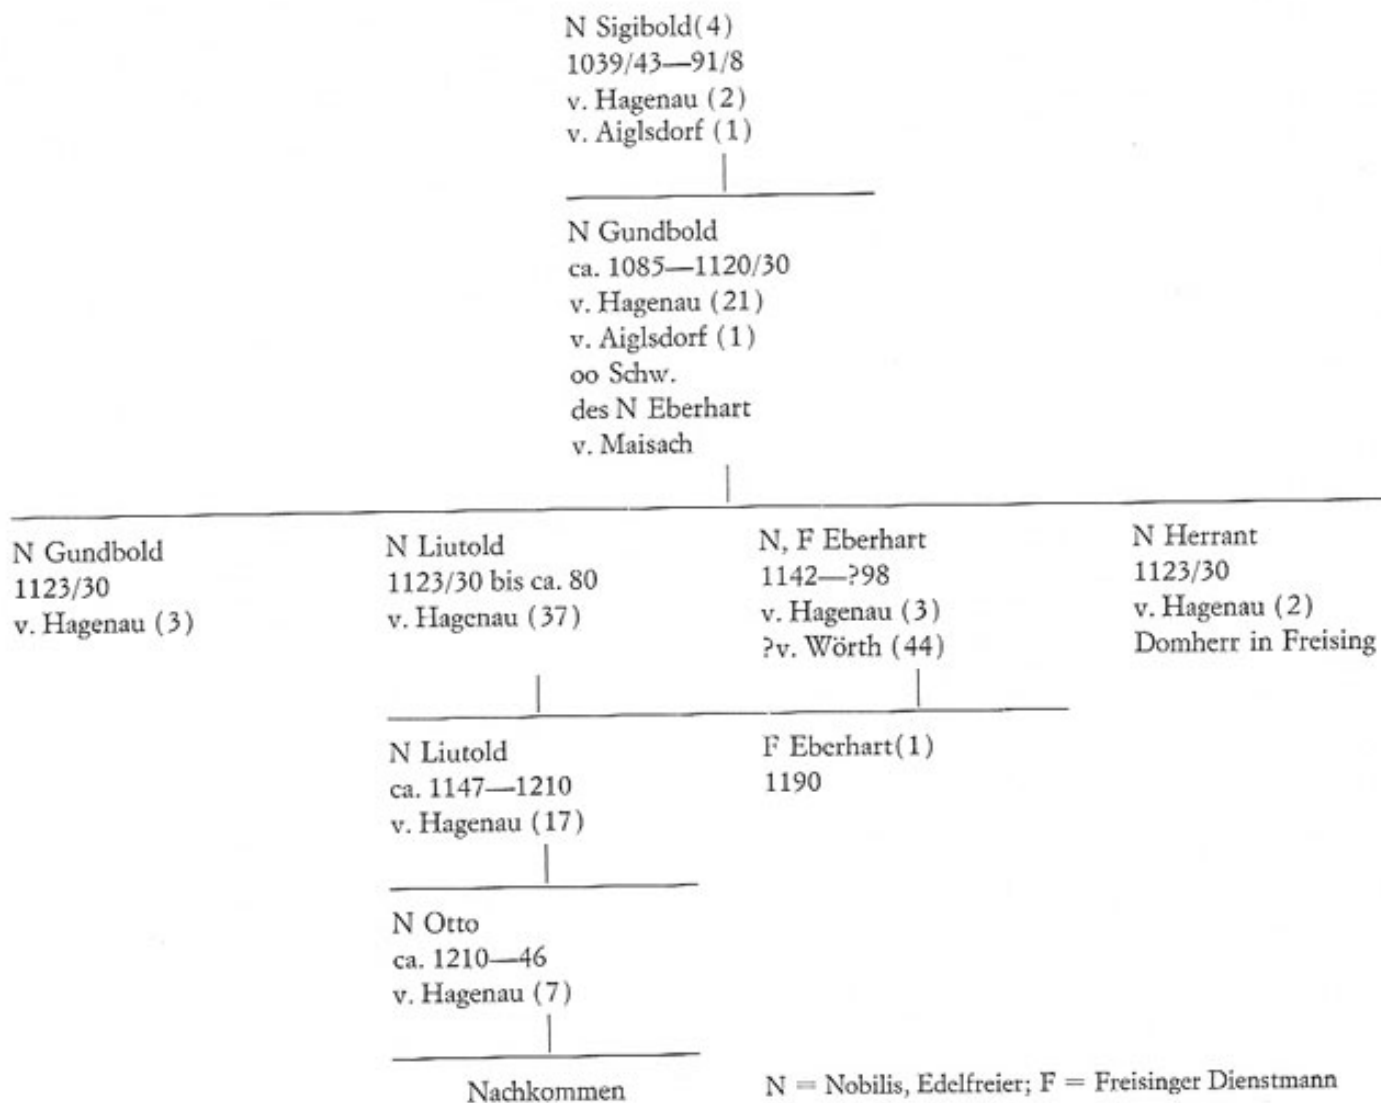 N Sigibold(4)
1039/43—91/8
v. Hagenau (2)
v. Aiglsdorf (1)
N Gundbold
ca. 1085—1120/30
v. Hagenau (21)
v. Aiglsdorf (1)
oo Schw.
des N Eberhart
v. Maisach
N Gundbold
1123/30
v. Hagenau (3)
N Liutold
1123/30 bis ca. 80
v. Hagenau (37)
N, F Eberhart
1142—?98
v. Hagenau (3)
?v. Wörth (44)
N Herrant
1123/30
v. Hagenau (2)
Domherr in Freising
N Liutold
ca. 1147—1210
v. Hagenau (17)
F Eberhart(1)
1190
N Otto
ca. 1210—46
v. Hagenau (7)
Nachkommen
N = Nobilis, Edelfreier; F = Freisinger Dienstmann